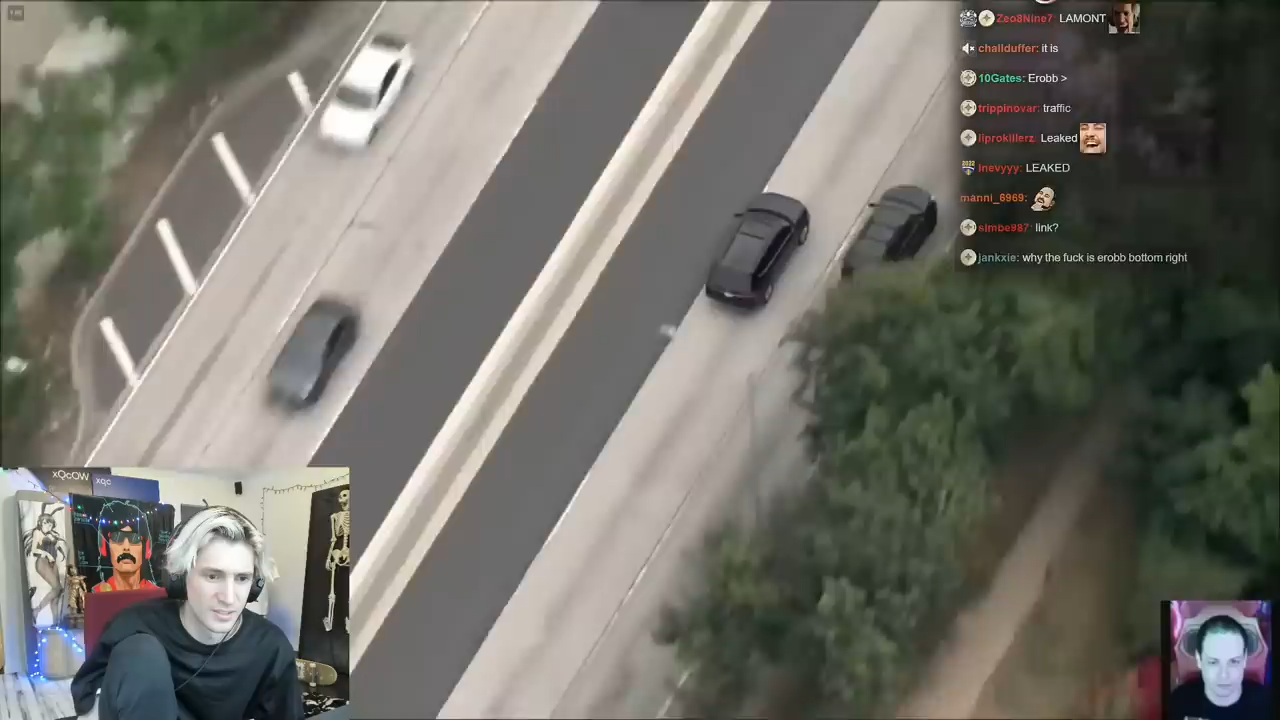 Zeo8Nine7 LAMONT
challduffer: it is
10Gates: Erobb >
trippinovar: traffic
liprokillerz: Leaked
Inevyyy: LEAKED
manni_6969:
simbe987: link?
jankxie: why the fuck is erobb bottom right
xQcOW
xqc